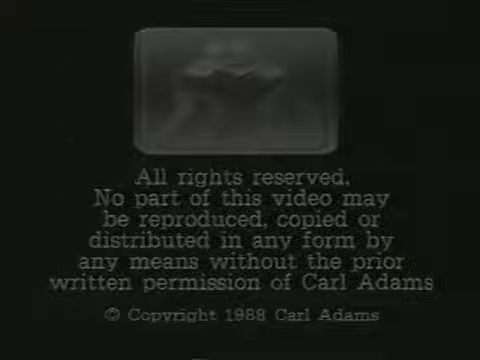 All rights reserved.
No part of this video may
be reproduced, copied or
distributed in any form by
any means without the prior
written permission of Carl Adams
© Copyright 1988 Carl Adams